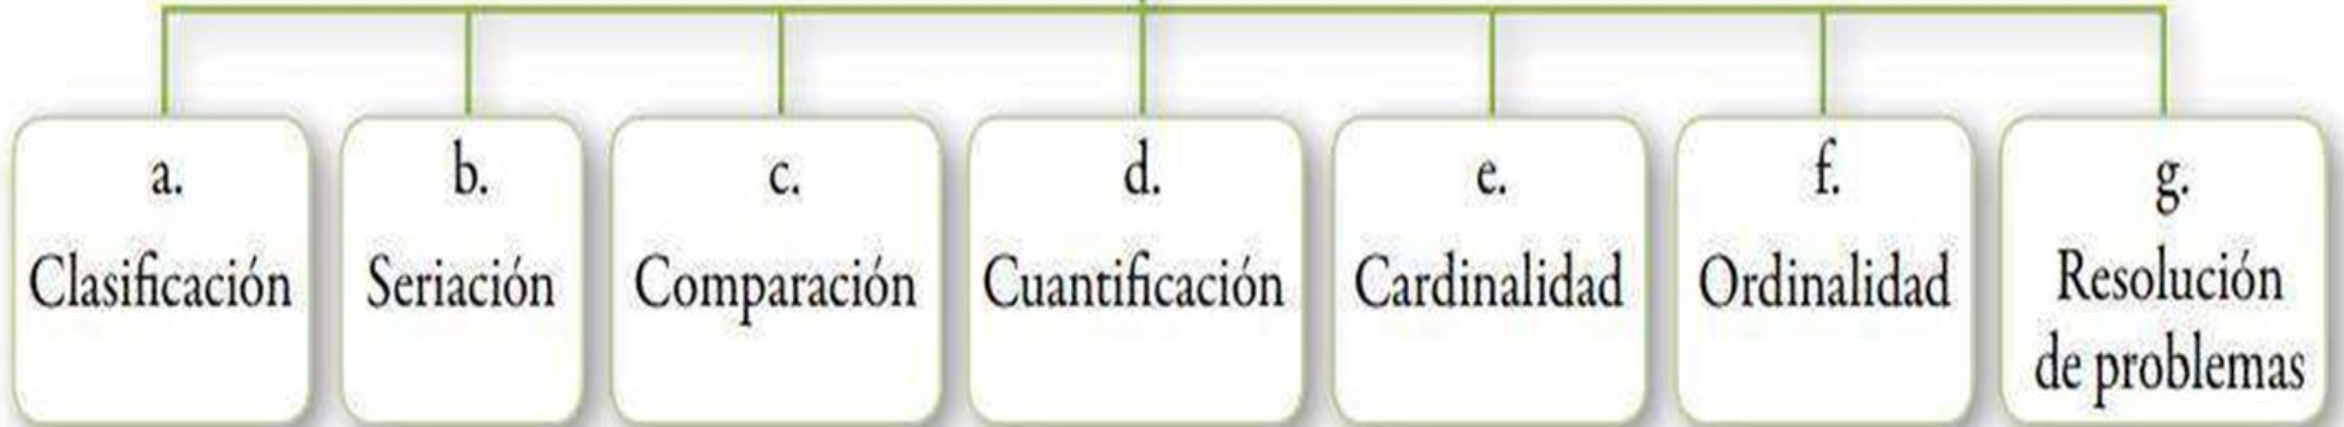 a.
Clasificación
b.
Seriación
c.
Comparación
d.
Cuantificación
e.
Cardinalidad
f.
Ordinalidad
g.
Resolución
de problemas